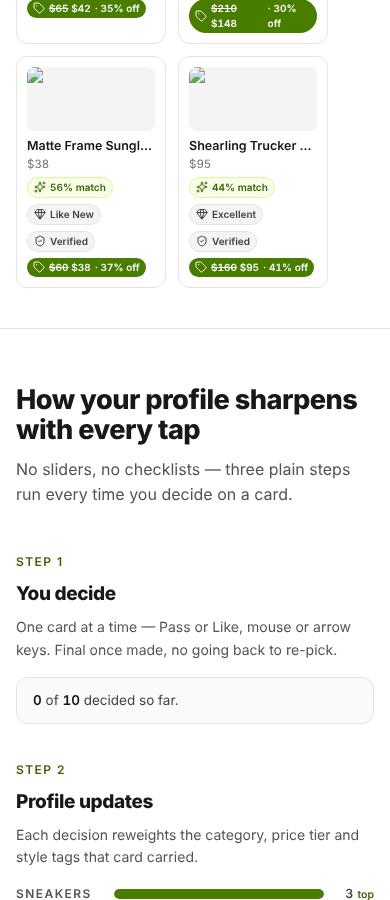 $65 $42 · 35% off
$210 · 30%
$148 off
Matte Frame Sungl...
$38
56% match
Like New
Verified
$60 $38 · 37% off
Shearling Trucker ...
$95
44% match
Excellent
Verified
$160 $95 · 41% off
How your profile sharpens
with every tap
No sliders, no checklists — three plain steps
run every time you decide on a card.
STEP 1
You decide
One card at a time — Pass or Like, mouse or arrow
keys. Final once made, no going back to re-pick.
0 of 10 decided so far.
STEP 2
Profile updates
Each decision reweights the category, price tier and
style tags that card carried.
SNEAKERS 3 top